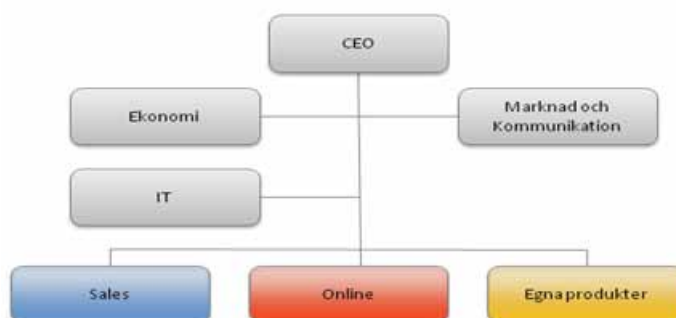 CEO
Ekonomi
Marknad och
Kommunikation
IT
Sales
Online
Egna produkter